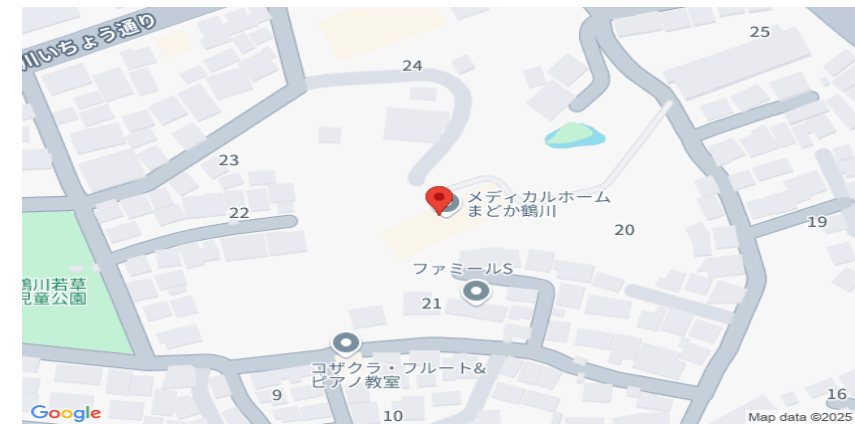 川いちょう通り
25
24
23
メディカルホーム
まどか鶴川
22
19
20
ファミールS
鶴川若草
児童公園
21
コザクラ・フルート&
ピアノ教室
9
10
16
Google
Map data ©2025